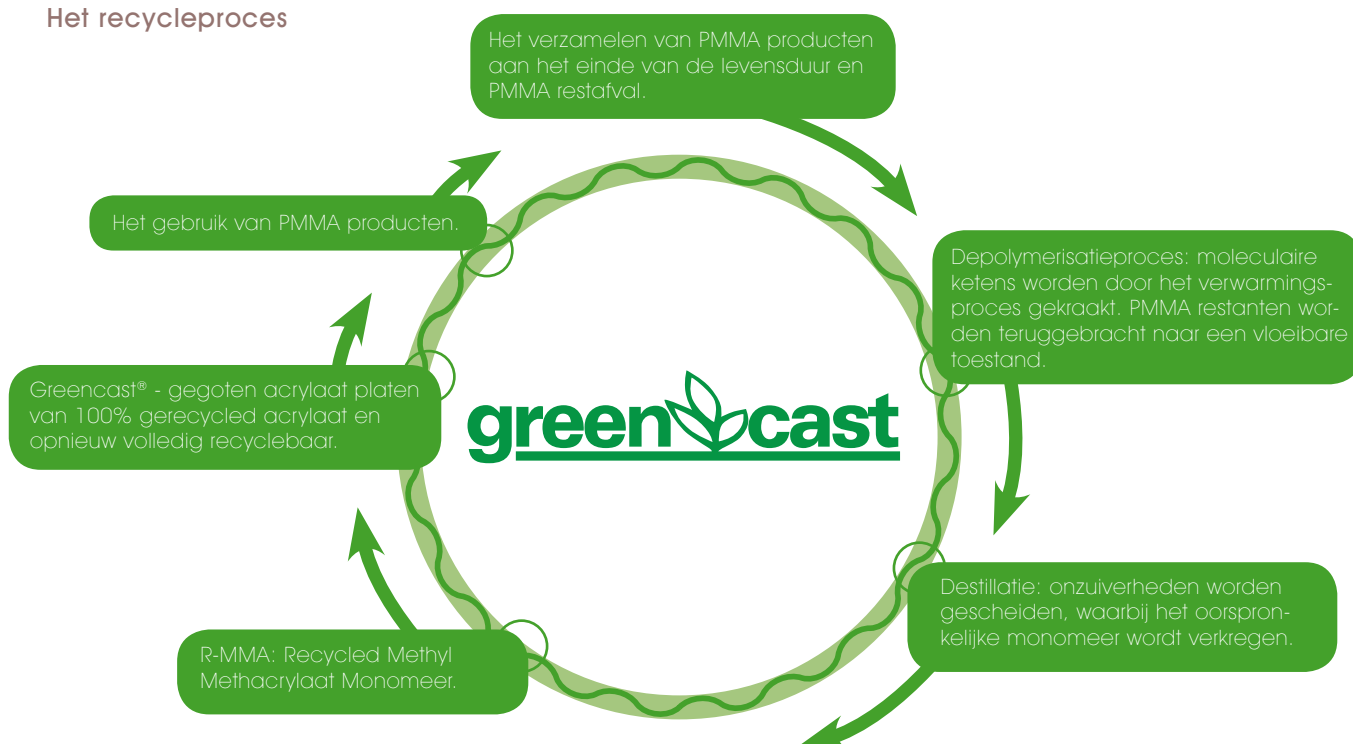 Het recycleproces
Het verzamelen van PMMA producten
aan het einde van de levensduur en
PMMA restafval.
Depolymerisatieproces: moleculaire
ketens worden door het verwarmings-
proces gekraakt. PMMA restanten wor-
den teruggebracht naar een vloeibare
toestand.
Destillatie: onzuiverheden worden
gescheiden, waarbij het oorspron-
kelijke monomeer wordt verkregen.
R-MMA: Recycled Methyl
Methacrylaat Monomeer.
Greencast® - gegoten acrylaat platen
van 100% gerecycled acrylaat en
opnieuw volledig recyclebaar.
Het gebruik van PMMA producten.
greencast